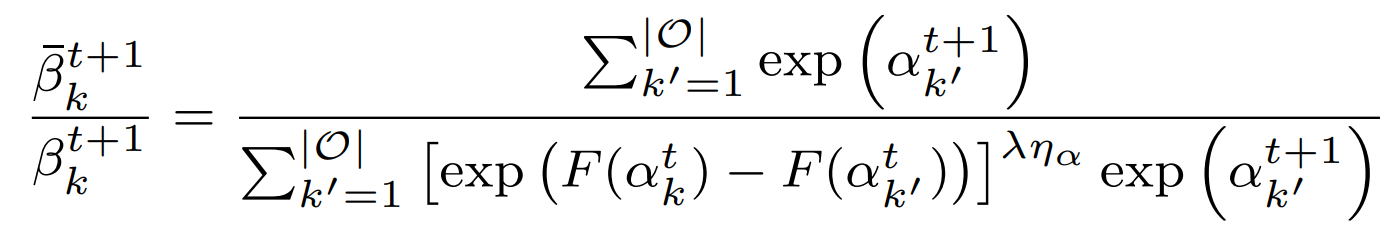 \frac{\bar{\beta}_k^{t+1}}{\beta_k^{t+1}} = \frac{\sum_{k'=1}^{|\mathcal{O}|} \exp\left(\alpha_{k'}^{t+1}\right)}{\sum_{k'=1}^{|\mathcal{O}|} \left[\exp\left(F(\alpha_k^t) - F(\alpha_{k'}^t)\right)\right]^{\lambda\eta_\alpha} \exp\left(\alpha_{k'}^{t+1}\right)}